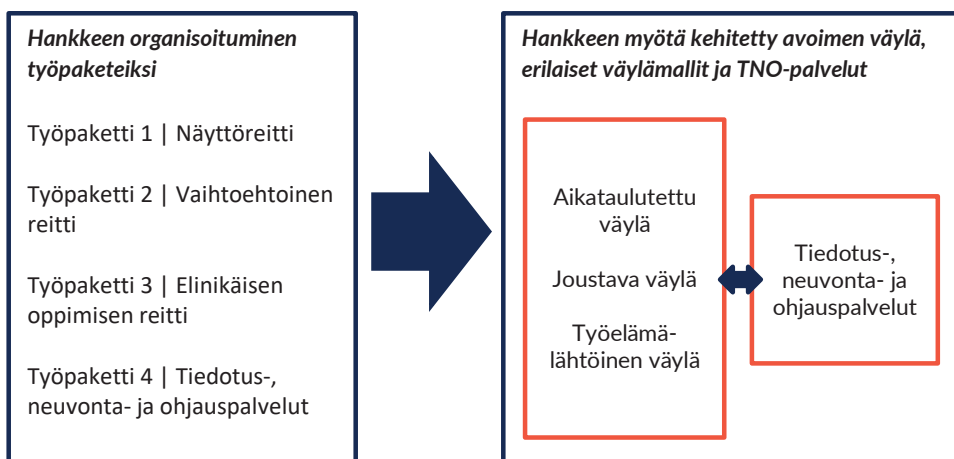 Hankkeen organisoituminen
työpaketeiksi
Työpaketti 1 | Näyttöreitti
Työpaketti 2 | Vaihtoehtoinen
reitti
Työpaketti 3 | Elinikäisen
oppimisen reitti
Työpaketti 4 | Tiedotus-,
neuvonta- ja ohjauspalvelut
Hankkeen myötä kehitetty avoimen väylä,
erilaiset väylämallit ja TNO-palvelut
Aikataulutettu
väylä
Joustava väylä
Työelämä-
lähtöinen väylä
Tiedotus-,
neuvonta- ja
ohjauspalvelut